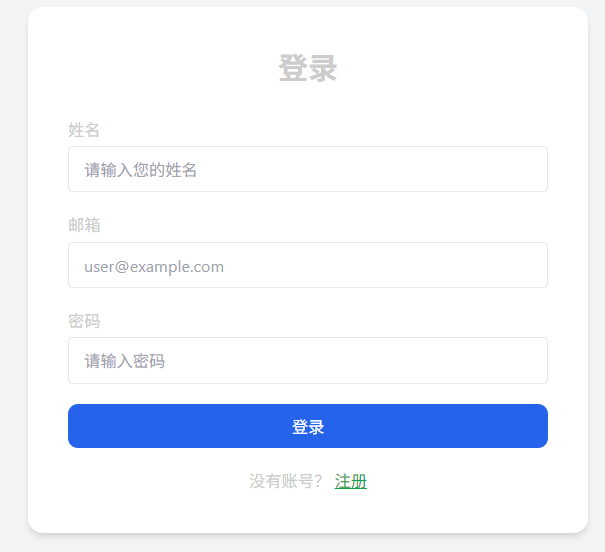 登录
姓名
请输入您的姓名
邮箱
user@example.com
密码
请输入密码
登录
没有账号？ 注册